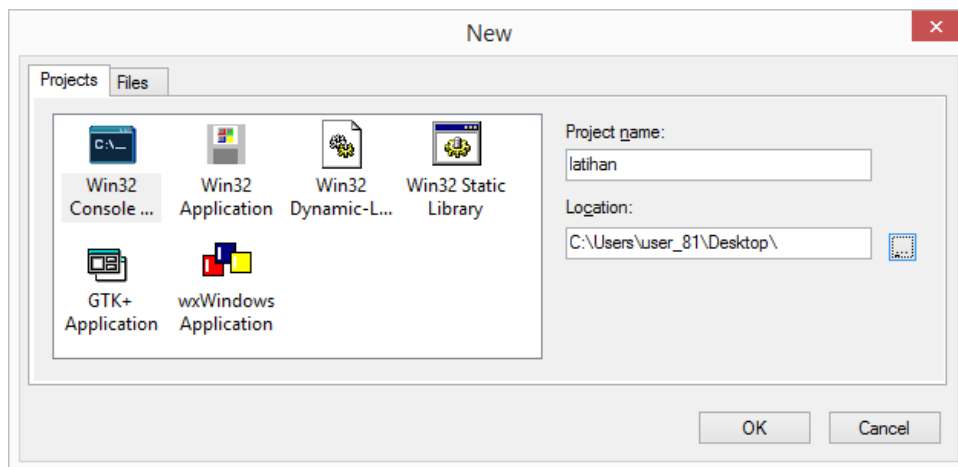 New
Projects
Files
C:\_
Win32
Console ...
Win32
Application
Win32
Dynamic-L...
Win32 Static
Library
GTK+
Application
wxWindows
Application
Project name:
latihan
Location:
C:\Users\user_81\Desktop\
...
OK
Cancel